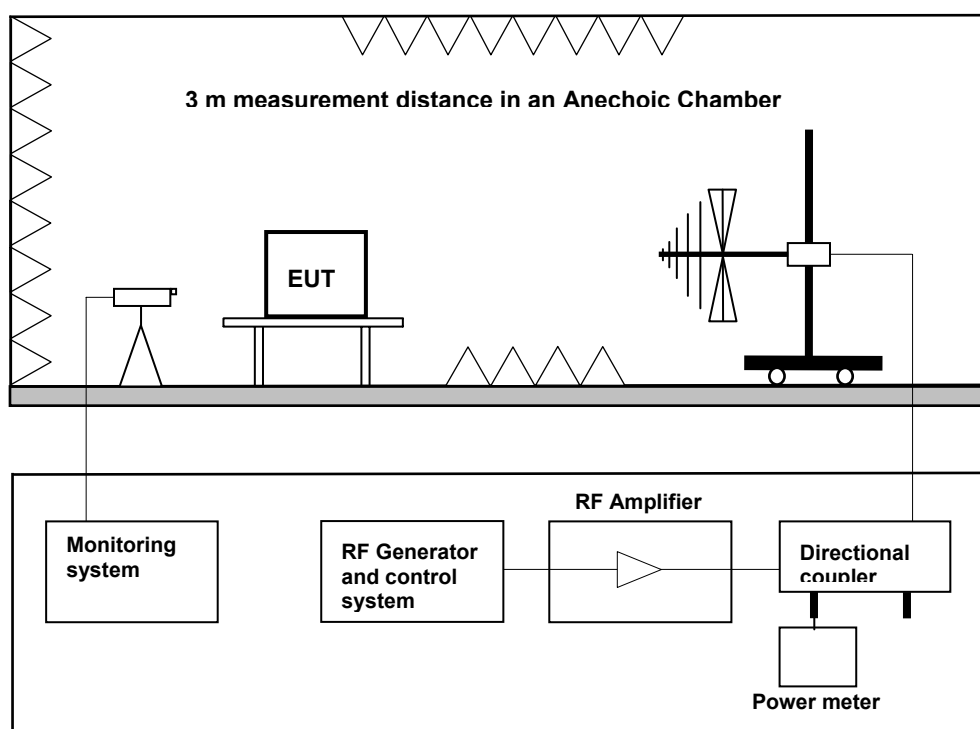 3 m measurement distance in an Anechoic Chamber
EUT
RF Amplifier
Monitoring
system
RF Generator
and control
system
Directional
coupler
Power meter